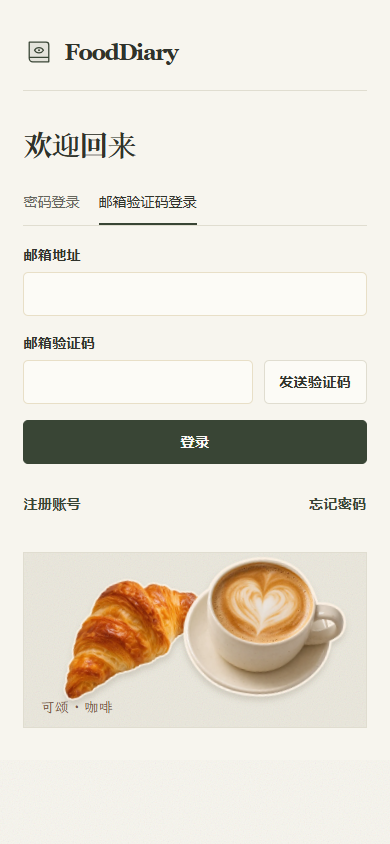 FoodDiary
欢迎回来
密码登录 邮箱验证码登录
邮箱地址
邮箱验证码
发送验证码
登录
注册账号 忘记密码
可颂・咖啡